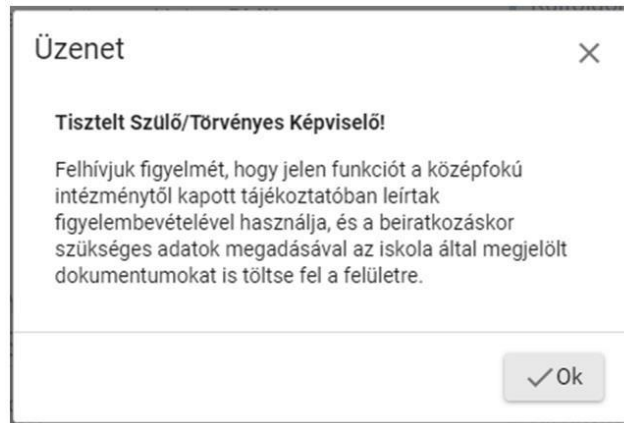 Üzenet
Tisztelt Szülő/Törvényes Képviselő!
Felhívjuk figyelmét, hogy jelen funkciót a középfokú
intézménytől kapott tájékoztatóban leírtak
figyelembevételével használja, és a beiratkozáskor
szükséges adatok megadásával az iskola által megjelölt
dokumentumokat is töltse fel a felületre.
Ok